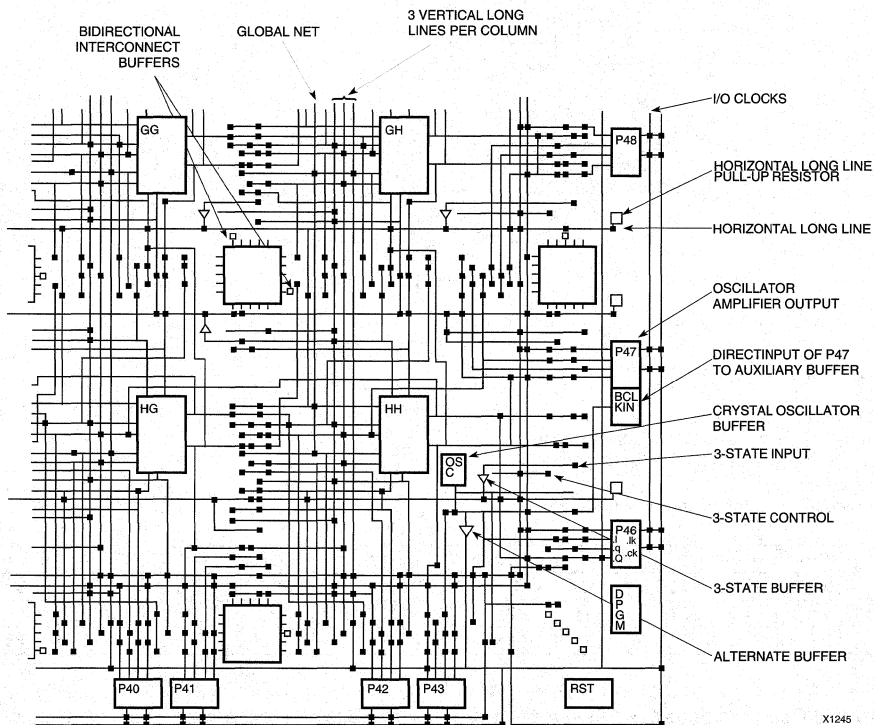 3 VERTICAL LONG
LINES PER COLUMN
BIDIRECTIONAL
INTERCONNECT
BUFFERS
GLOBAL NET
I/O CLOCKS
GG
GH
P48
HORIZONTAL LONG LINE
PULL-UP RESISTOR
HORIZONTAL LONG LINE
OSCILLATOR
AMPLIFIER OUTPUT
P47
DIRECTINPUT OF P47
TO AUXILIARY BUFFER
BCL
KIN
HG
HH
CRYSTAL OSCILLATOR
BUFFER
OS
C
3-STATE INPUT
3-STATE CONTROL
P46
.I .lk
.q
Q .ck
3-STATE BUFFER
D
P
G
M
ALTERNATE BUFFER
P40
P41
P42
P43
RST
X1245